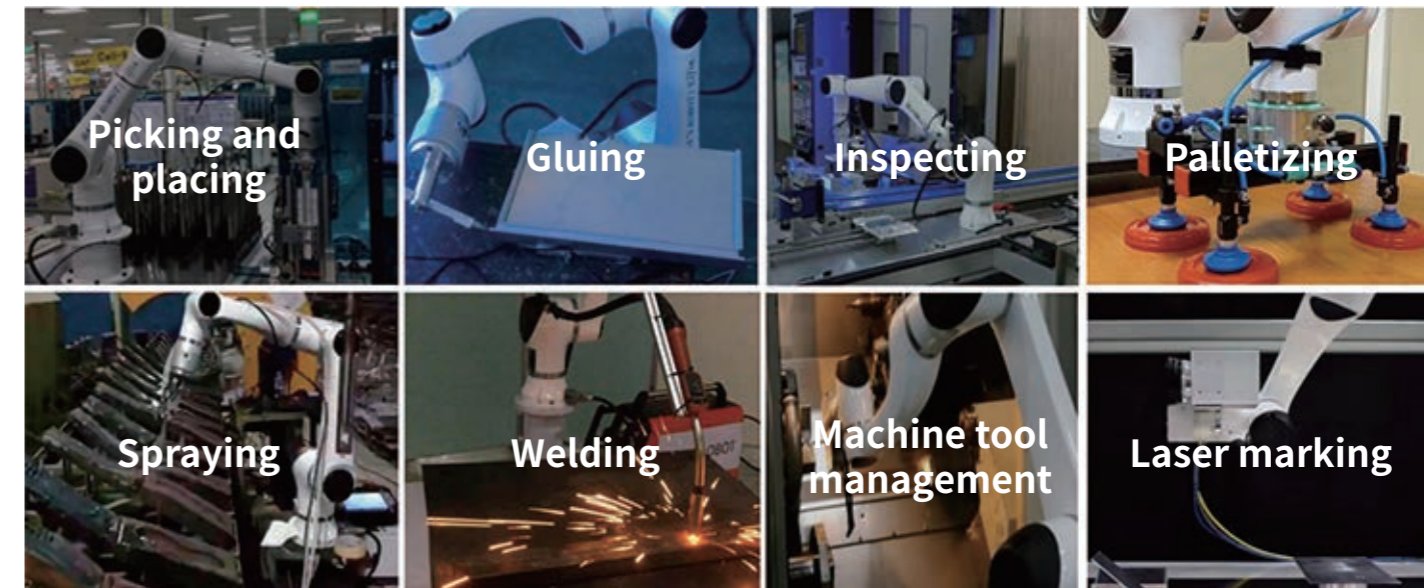 Picking and
placing
Gluing
Inspecting
Palletizing
Spraying
Welding
Machine tool
management
Laser marking